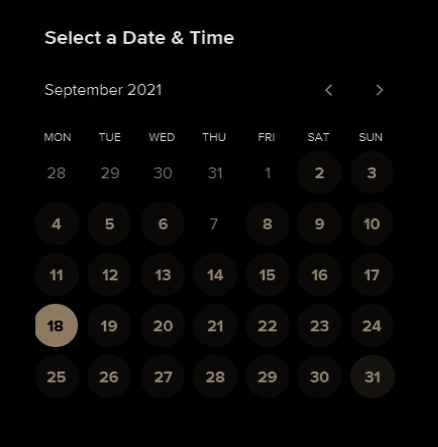 Select a Date & Time
September 2021
MON TUE WED THU FRI SAT SUN
28 29 30 31 1 2 3
4 5 6 7 8 9 10
11 12 13 14 15 16 17
18 19 20 21 22 23 24
25 26 27 28 29 30 31